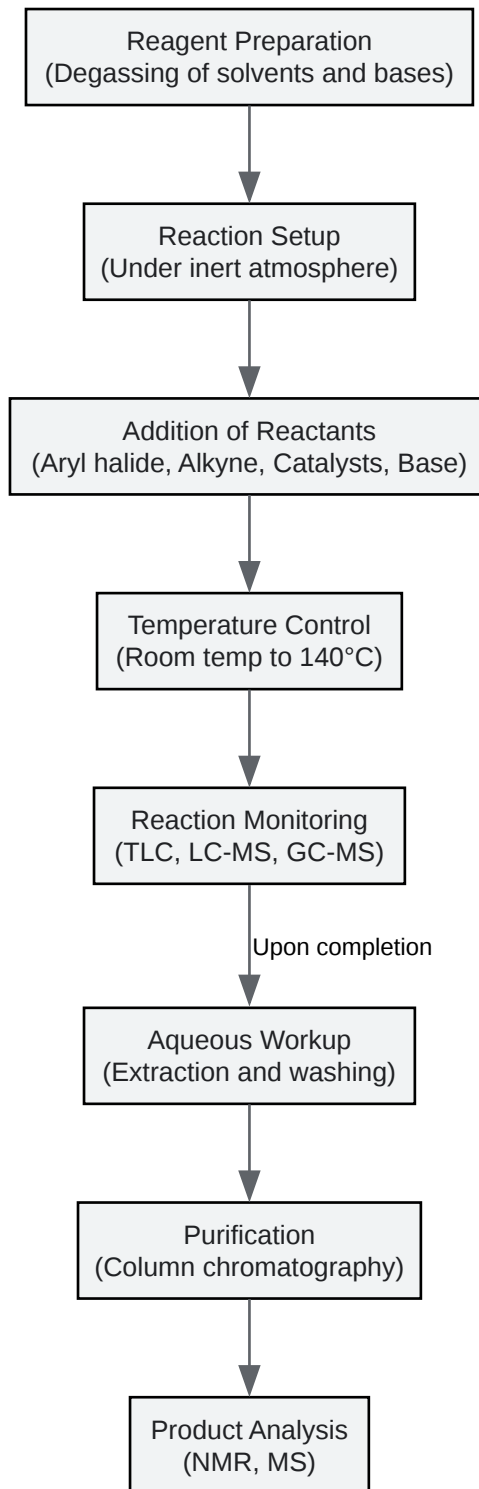 Reagent Preparation
(Degassing of solvents and bases)
Reaction Setup
(Under inert atmosphere)
Addition of Reactants
(Aryl halide, Alkyne, Catalysts, Base)
Temperature Control
(Room temp to 140°C)
Reaction Monitoring
(TLC, LC-MS, GC-MS)
Upon completion
Aqueous Workup
(Extraction and washing)
Purification
(Column chromatography)
Product Analysis
(NMR, MS)